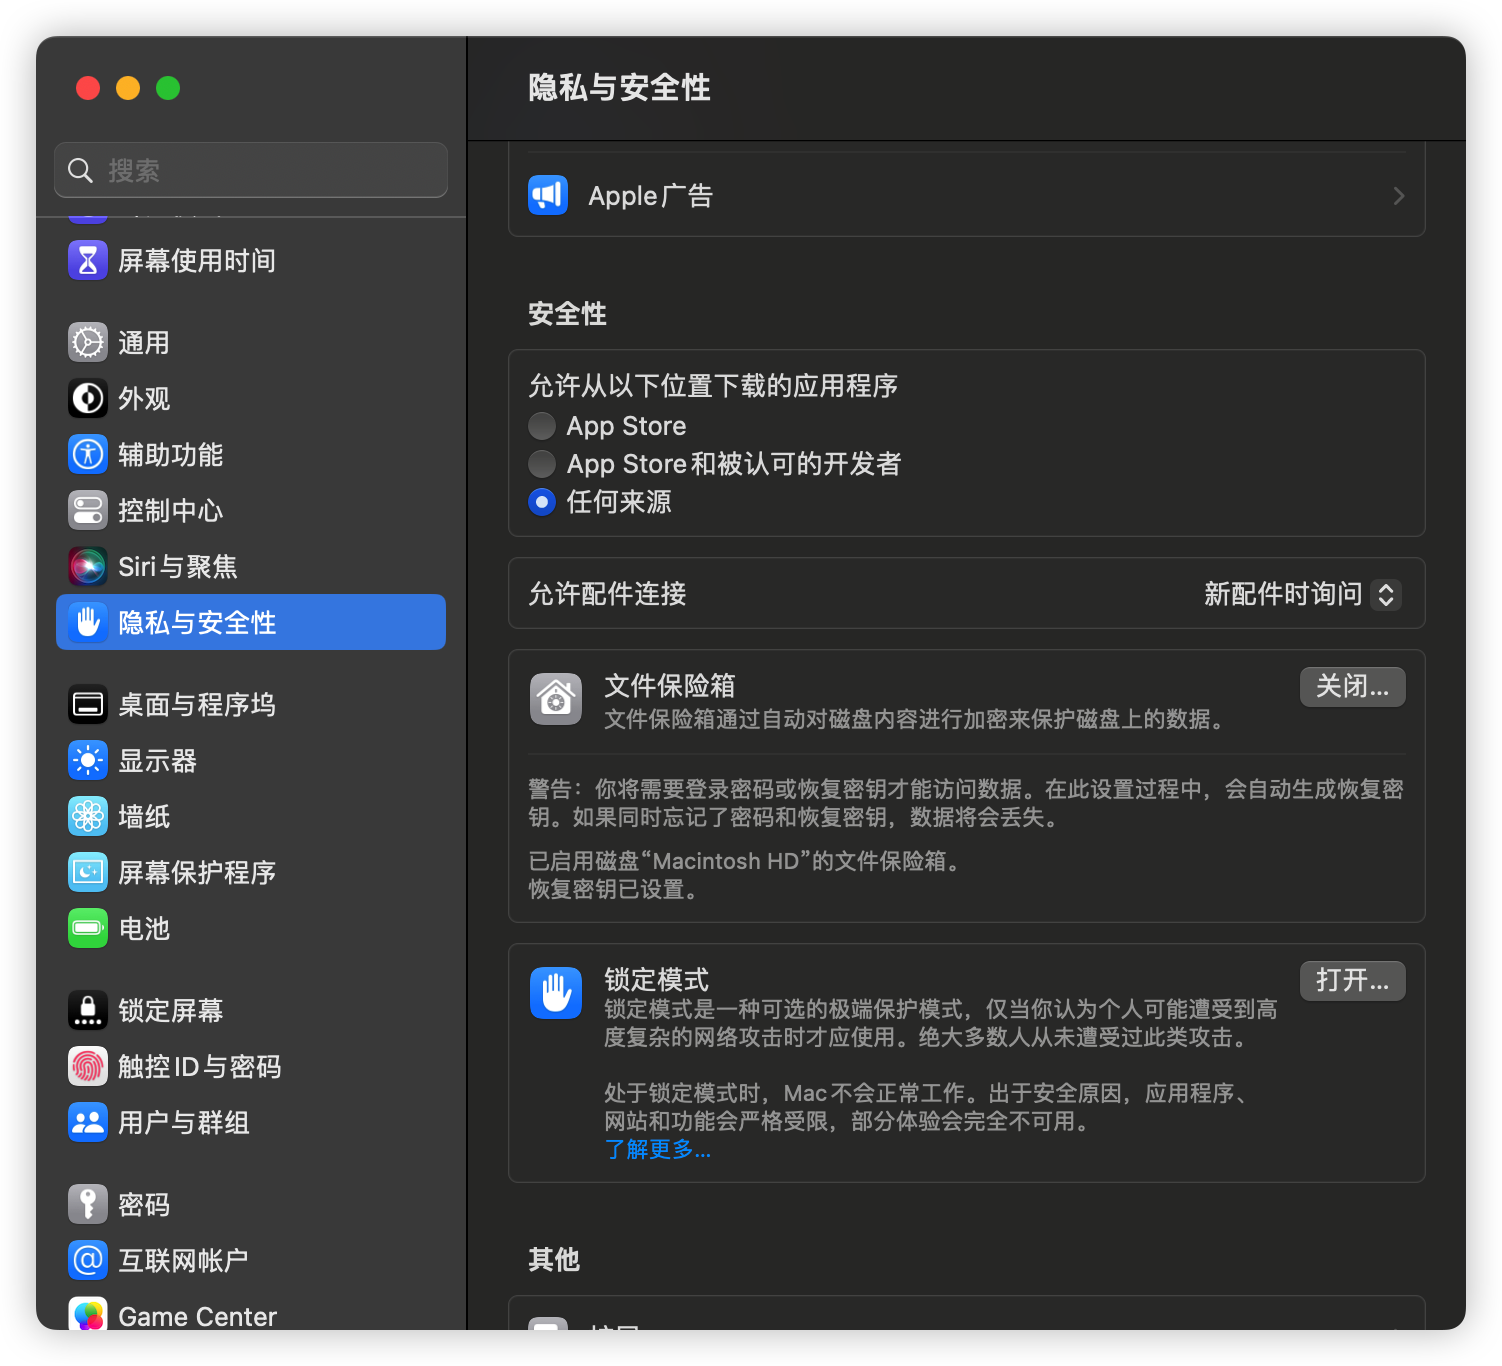 隐私与安全性
搜索
屏幕使用时间
通用
外观
辅助功能
控制中心
Siri与聚焦
隐私与安全性
桌面与程序坞
显示器
墙纸
屏幕保护程序
电池
锁定屏幕
触控ID与密码
用户与群组
密码
互联网帐户
Game Center
Apple广告
安全性
允许从以下位置下载的应用程序
App Store
App Store和被认可的开发者
任何来源
允许配件连接
新配件时询问
文件保险箱
关闭...
文件保险箱通过自动对磁盘内容进行加密来保护磁盘上的数据。
警告：你将需要登录密码或恢复密钥才能访问数据。在此设置过程中，会自动生成恢复密
钥。如果同时忘记了密码和恢复密钥，数据将会丢失。
已启用磁盘“Macintosh HD”的文件保险箱。
恢复密钥已设置。
锁定模式
打开...
锁定模式是一种可选的极端保护模式，仅当你认为个人可能遭受到高
度复杂的网络攻击时才应使用。绝大多数人从未遭受过此类攻击。
处于锁定模式时，Mac不会正常工作。出于安全原因，应用程序、
网站和功能会严格受限，部分体验会完全不可用。
了解更多...
其他